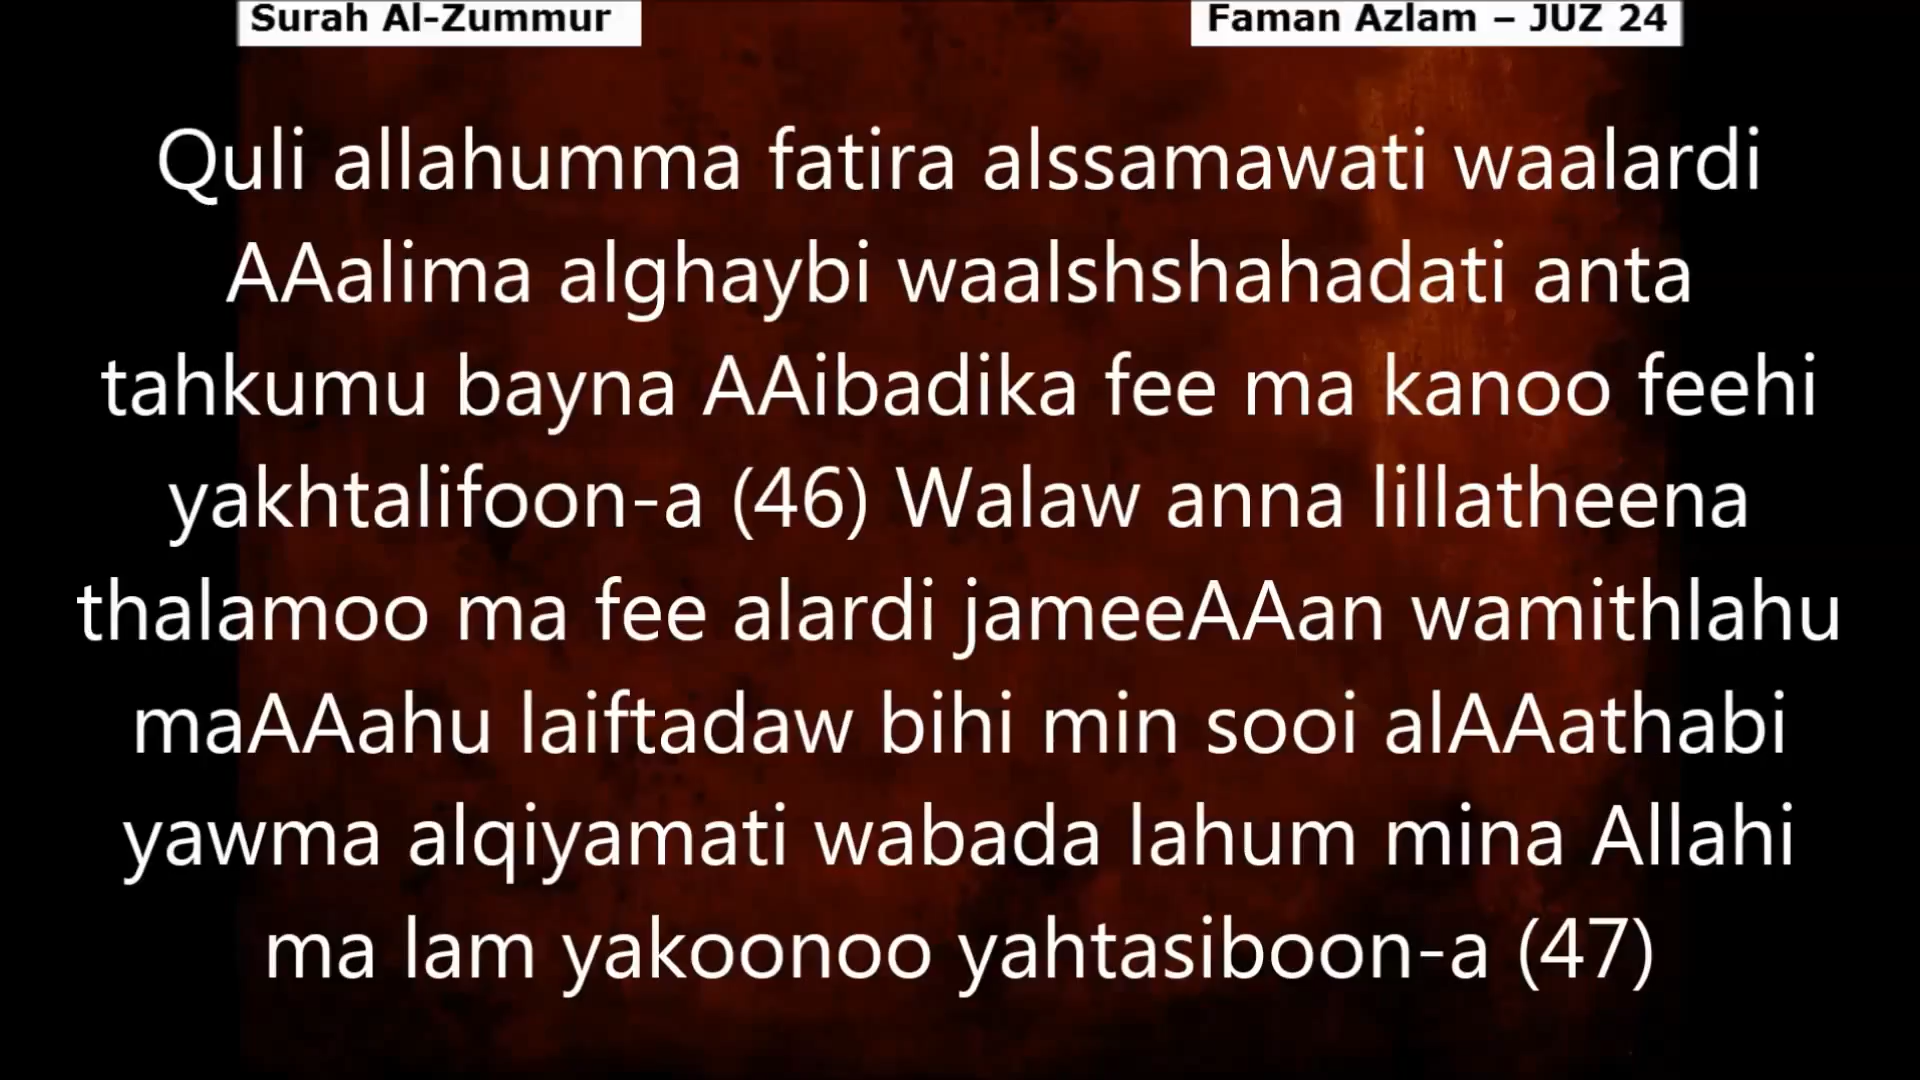 Surah Al-Zummur
Faman Azlam – JUZ 24
Quli allahumma fatira alssamawati waalardi
AAalima alghaybi waalshshahadati anta
tahkumu bayna AAibadika fee ma kanoo feehi
yakhtalifoon-a (46) Walaw anna lillatheena
thalamoo ma fee alardi jameeAAan wamithlahu
maAAahu laiftadaw bihi min sooi alAAathabi
yawma alqiyamati wabada lahum mina Allahi
ma lam yakoonoo yahtasiboon-a (47)